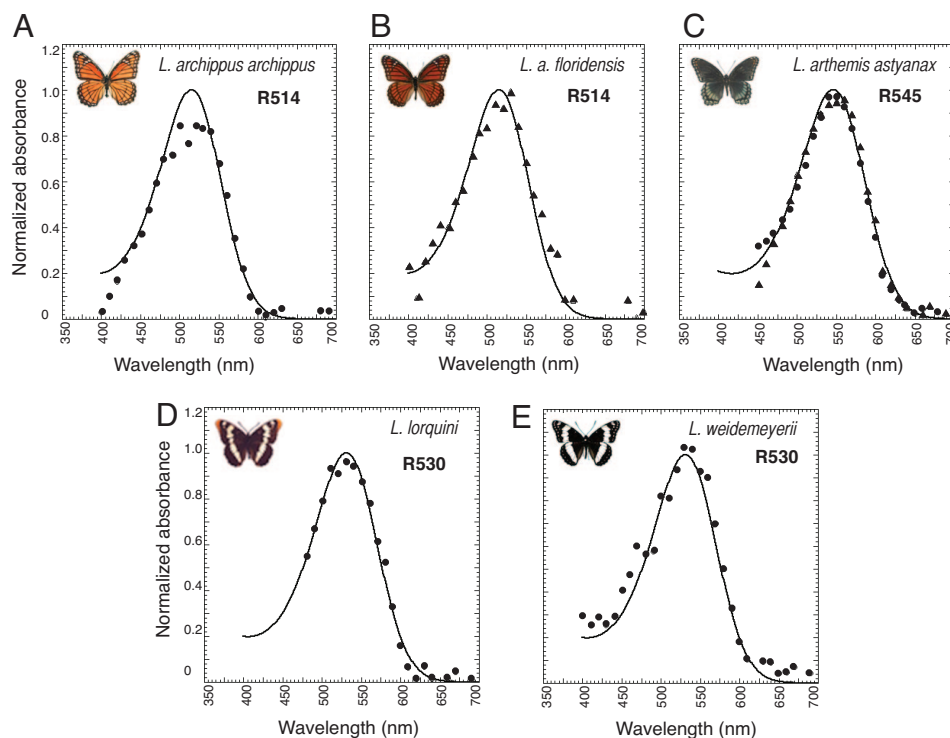 A
B
C
L. archippus archippus
L. a. floridensis
L. arthemis astyanax
R514
R514
R545
Normalized absorbance
1.2
1.0
0.8
0.6
0.4
0.2
0
350 400 450 500 550 600 650 700
350 400 450 500 550 600 650 700
350 400 450 500 550 600 650 700
Wavelength (nm)
Wavelength (nm)
Wavelength (nm)
D
E
L. lorquini
L. weidemeyerii
R530
R530
Normalized absorbance
1.2
1.0
0.8
0.6
0.4
0.2
0
350 400 450 500 550 600 650 700
350 400 450 500 550 600 650 700
Wavelength (nm)
Wavelength (nm)